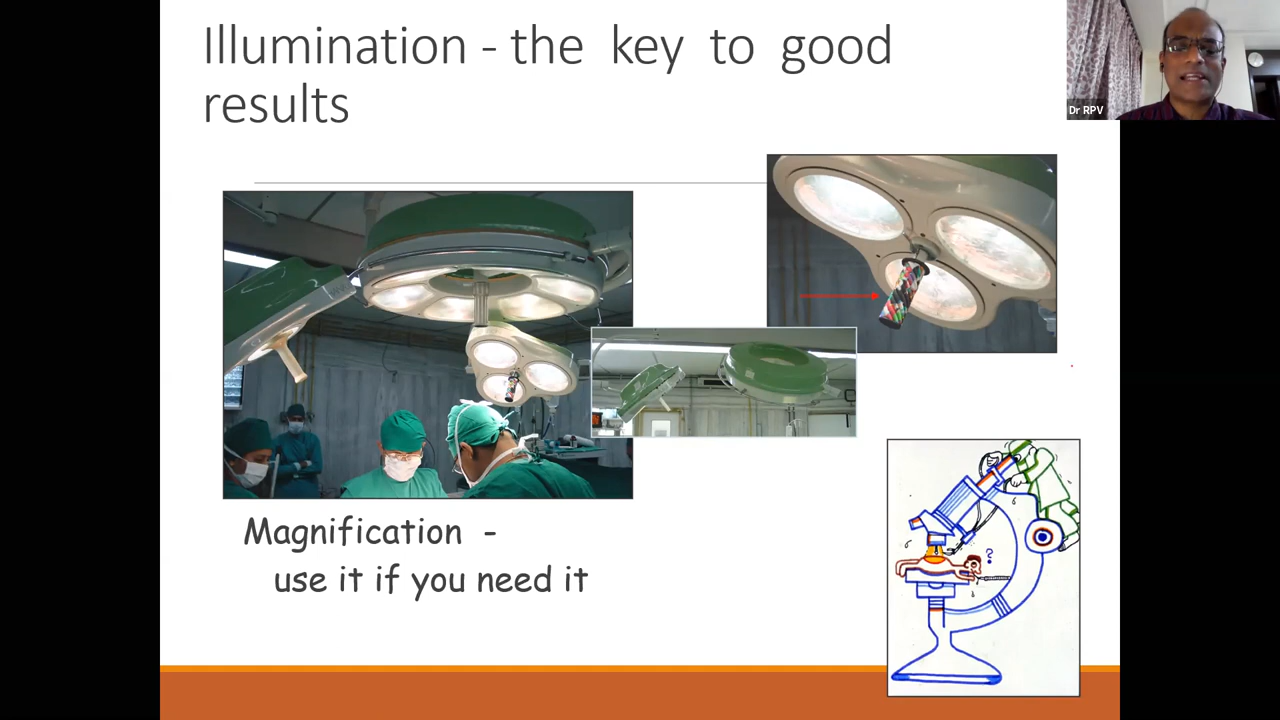 Illumination - the key to good
results
Dr RPV
Magnification -
use it if you need it
?